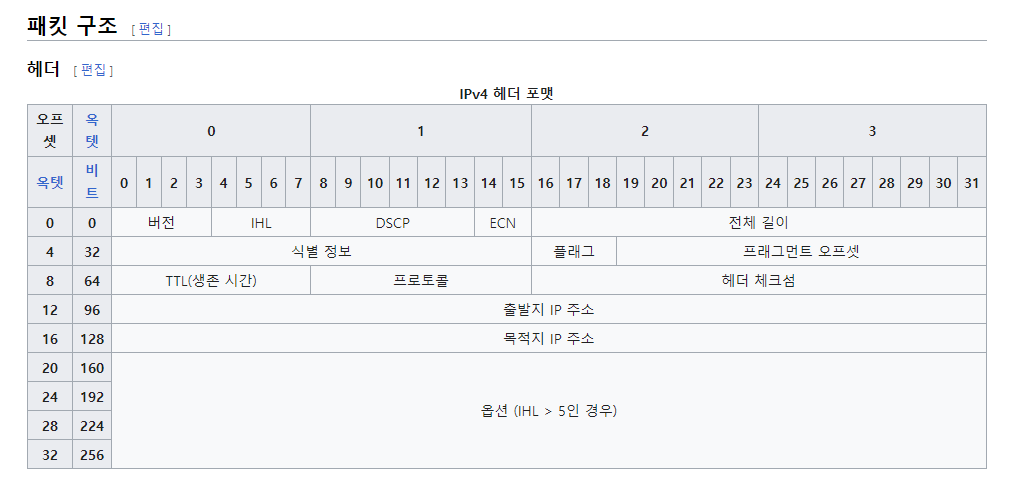 패킷 구조 [ 편집 ]
헤더 [ 편집 ]
IPv4 헤더 포맷
오프셋 옥텟 0 1 2 3
옥텟 비트 0 1 2 3 4 5 6 7 8 9 10 11 12 13 14 15 16 17 18 19 20 21 22 23 24 25 26 27 28 29 30 31
0 0 버전 IHL DSCP ECN 전체 길이
4 32 식별 정보 플래그 프래그먼트 오프셋
8 64 TTL(생존 시간) 프로토콜 헤더 체크섬
12 96 출발지 IP 주소
16 128 목적지 IP 주소
20 160
24 192
옵션 (IHL > 5인 경우)
28 224
32 256